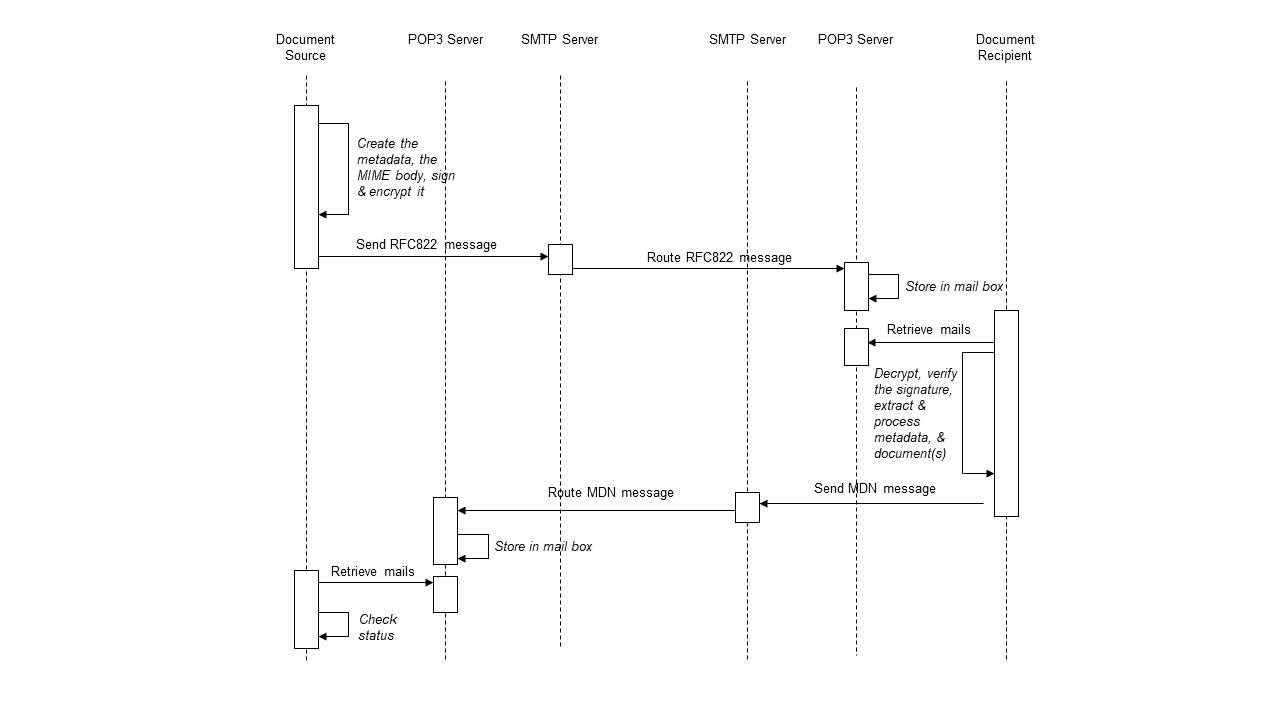 Document
Source
POP3 Server
SMTP Server
SMTP Server
POP3 Server
Document
Recipient
Create the
metadata, the
MIME body, sign
& encrypt it
Send RFC822 message
Route RFC822 message
Store in mail box
Retrieve mails
Decrypt, verify
the signature,
extract &
process
metadata, &
document(s)
Send MDN message
Route MDN message
Store in mail box
Retrieve mails
Check
status